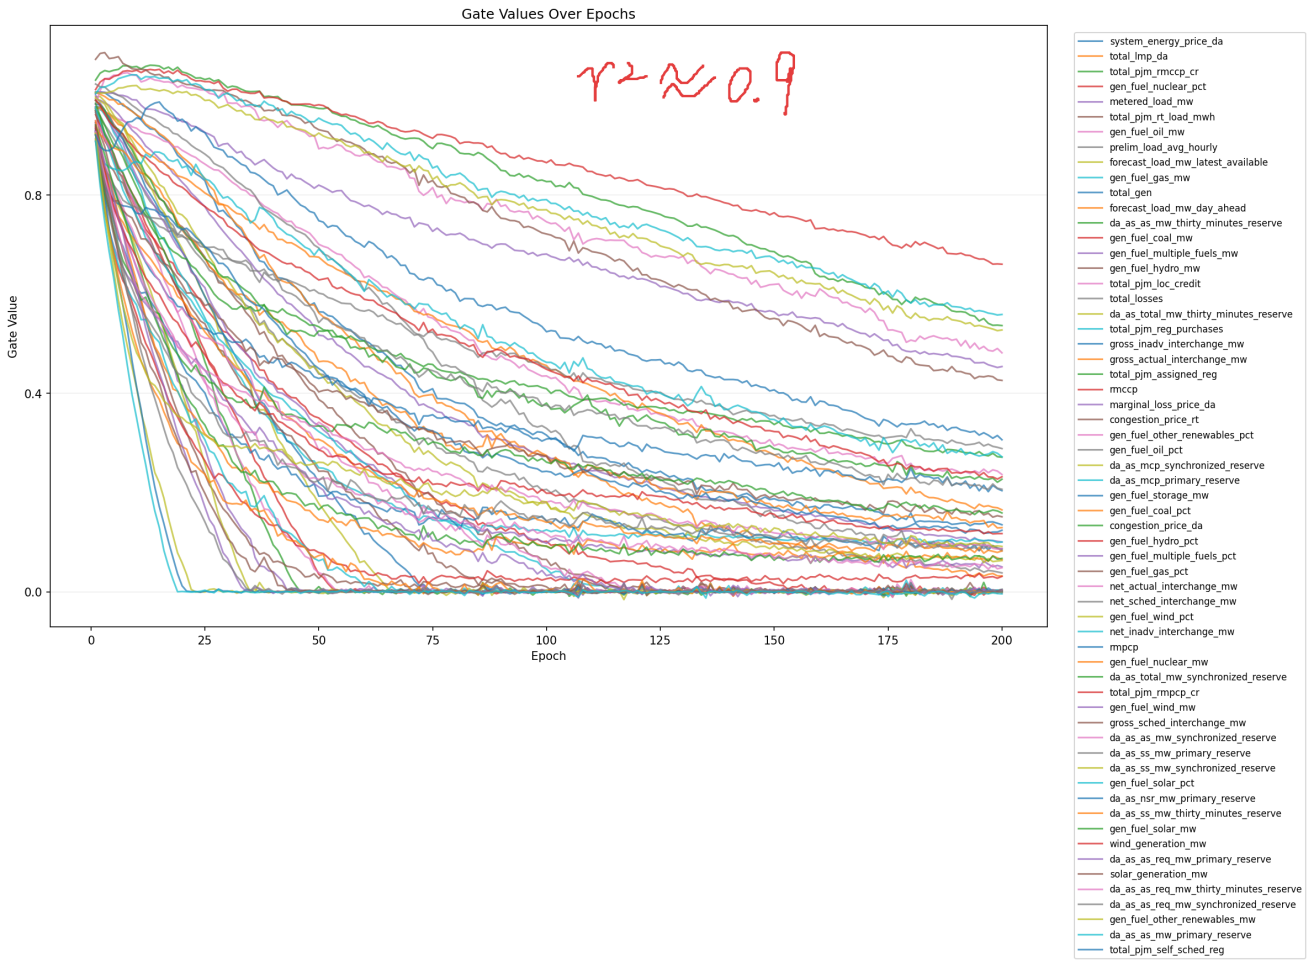 Gate Values Over Epochs
r² ≈ 0.9
Gate Value
0.8
0.4
0.0
0 25 50 75 100 125 150 175 200
Epoch
system_energy_price_da
total_lmp_da
total_pjm_rmccp_cr
gen_fuel_nuclear_pct
metered_load_mw
total_pjm_rt_load_mwh
gen_fuel_oil_mw
prelim_load_avg_hourly
forecast_load_mw_latest_available
gen_fuel_gas_mw
total_gen
forecast_load_mw_day_ahead
da_as_as_mw_thirty_minutes_reserve
gen_fuel_coal_mw
gen_fuel_multiple_fuels_mw
gen_fuel_hydro_mw
total_pjm_loc_credit
total_losses
da_as_total_mw_thirty_minutes_reserve
total_pjm_reg_purchases
gross_inadv_interchange_mw
gross_actual_interchange_mw
total_pjm_assigned_reg
rmccp
marginal_loss_price_da
congestion_price_rt
gen_fuel_other_renewables_pct
gen_fuel_oil_pct
da_as_mcp_synchronized_reserve
da_as_mcp_primary_reserve
gen_fuel_storage_mw
gen_fuel_coal_pct
congestion_price_da
gen_fuel_hydro_pct
gen_fuel_multiple_fuels_pct
gen_fuel_gas_pct
net_actual_interchange_mw
net_sched_interchange_mw
gen_fuel_wind_pct
net_inadv_interchange_mw
rmpcp
gen_fuel_nuclear_mw
da_as_total_mw_synchronized_reserve
total_pjm_rmpcp_cr
gen_fuel_wind_mw
gross_sched_interchange_mw
da_as_as_mw_synchronized_reserve
da_as_ss_mw_primary_reserve
da_as_ss_mw_synchronized_reserve
gen_fuel_solar_pct
da_as_nsr_mw_primary_reserve
da_as_ss_mw_thirty_minutes_reserve
gen_fuel_solar_mw
wind_generation_mw
da_as_as_req_mw_primary_reserve
solar_generation_mw
da_as_as_req_mw_thirty_minutes_reserve
da_as_as_req_mw_synchronized_reserve
gen_fuel_other_renewables_mw
da_as_as_mw_primary_reserve
total_pjm_self_sched_reg